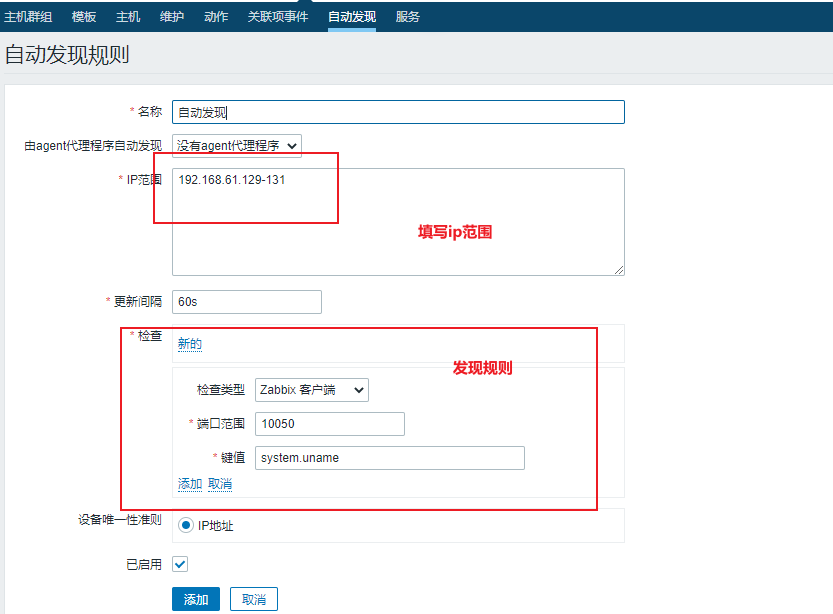 主机群组 模板 主机 维护 动作 关联项事件 自动发现 服务
自动发现规则
* 名称 自动发现
由agent代理程序自动发现 没有agent代理程序
* IP范围 192.168.61.129-131
填写ip范围
* 更新间隔 60s
* 检查 新的
发现规则
检查类型 Zabbix 客户端
* 端口范围 10050
* 键值 system.uname
添加 取消
设备唯一性准则 IP地址
已启用
添加 取消